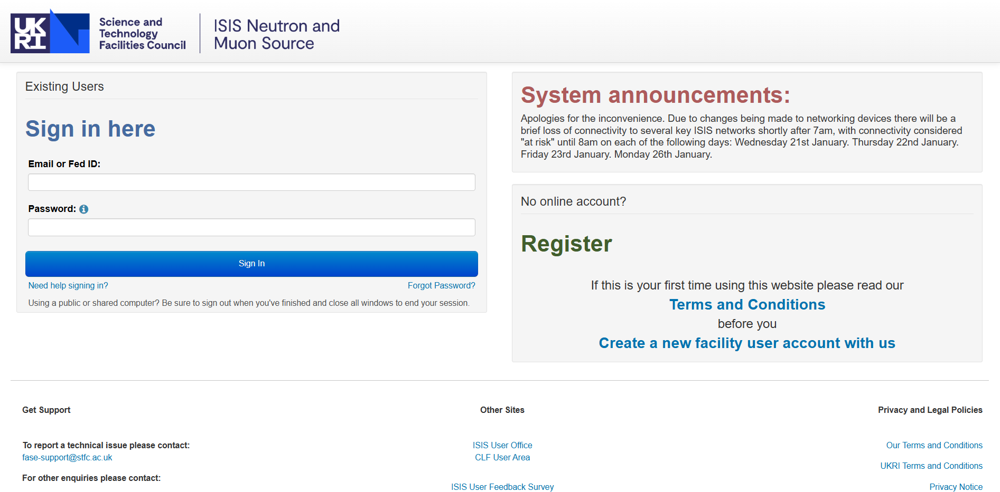 UK
RI
Science and
Technology
Facilities Council
ISIS Neutron and
Muon Source
Existing Users
Sign in here
Email or Fed ID:
Password:
Sign In
Need help signing in?
Forgot Password?
Using a public or shared computer? Be sure to sign out when you've finished and close all windows to end your session.
System announcements:
Apologies for the inconvenience. Due to changes being made to networking devices there will be a
brief loss of connectivity to several key ISIS networks shortly after 7am, with connectivity considered
"at risk" until 8am on each of the following days: Wednesday 21st January. Thursday 22nd January.
Friday 23rd January. Monday 26th January.
No online account?
Register
If this is your first time using this website please read our
Terms and Conditions
before you
Create a new facility user account with us
Get Support
To report a technical issue please contact:
fase-support@stfc.ac.uk
For other enquiries please contact:
Other Sites
ISIS User Office
CLF User Area
ISIS User Feedback Survey
Privacy and Legal Policies
Our Terms and Conditions
UKRI Terms and Conditions
Privacy Notice